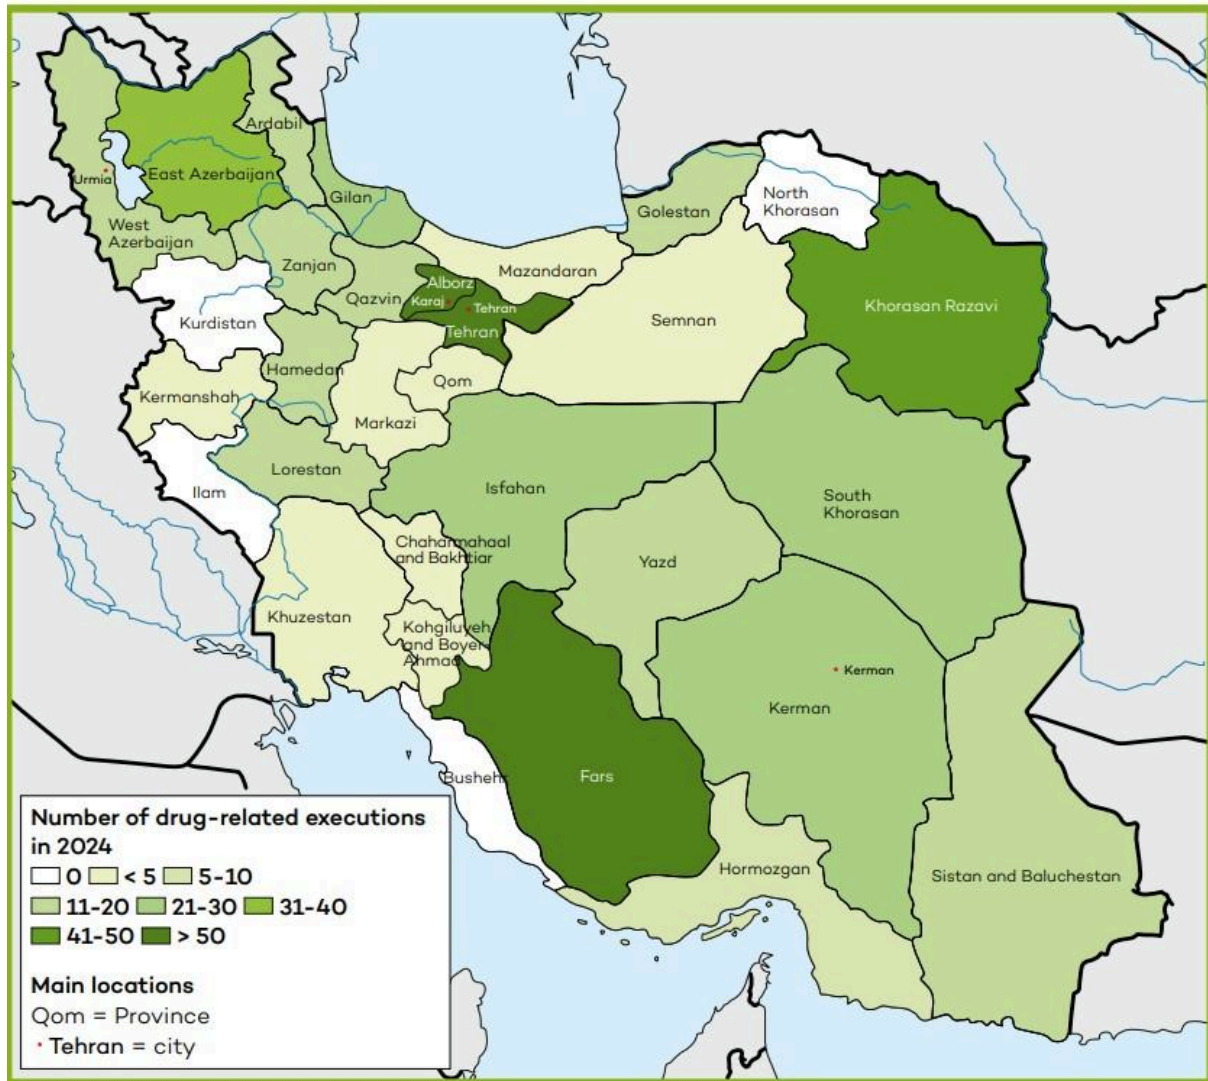 Ardabil
East Azerbaijan
Urmia
Gilan
West
Azerbaijan
Zanjan
Golestan
North
Khorasan
Mazandaran
Alborz
Qazvin
Karaj
Tehran
Tehran
Semnan
Khorasan Razavi
Kurdistan
Hamedan
Qom
Kermanshah
Markazi
Lorestan
Ilam
Isfahan
South
Khorasan
Chaharmahaal
and Bakhtiar
Yazd
Khuzestan
Kohgiluyeh
and Boyer-
Ahmad
Kerman
Kerman
Bushehr
Fars
Hormozgan
Sistan and Baluchestan
Number of drug-related executions
in 2024
0 < 5 5-10
11-20 21-30 31-40
41-50 > 50
Main locations
Qom = Province
Tehran = city